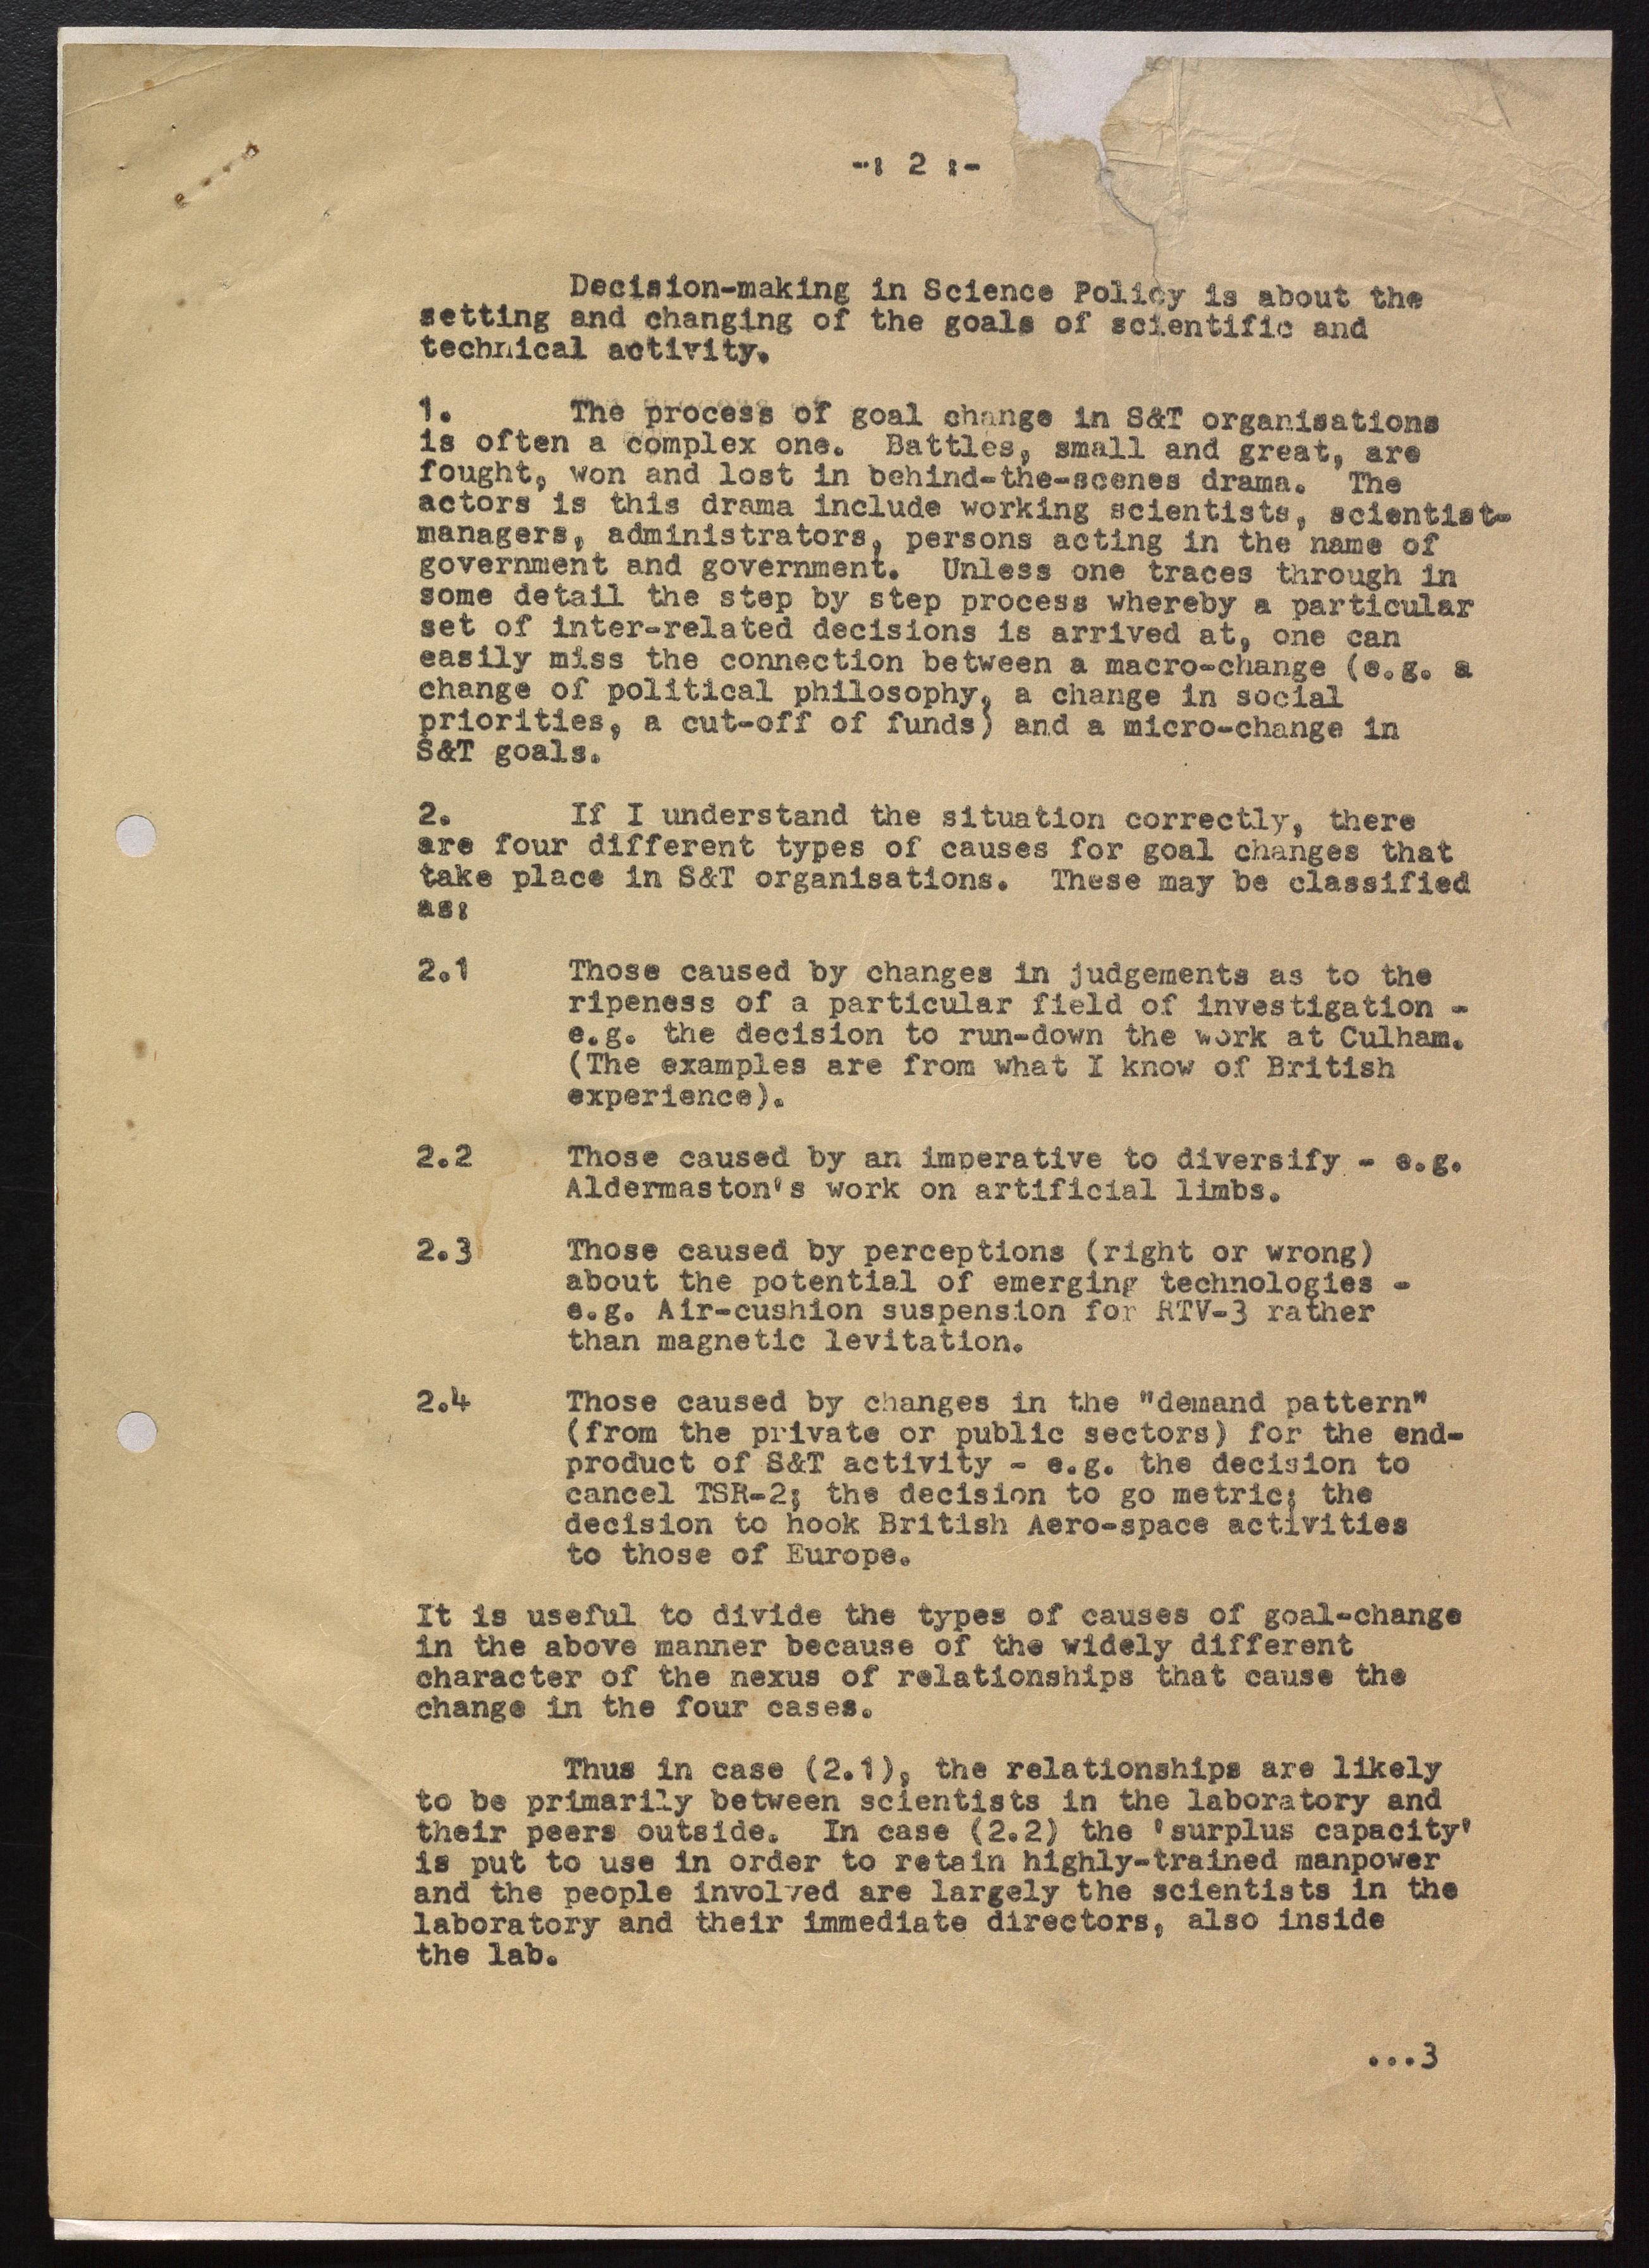 -: 2 :-
Decision-making in Science Policy is about the
setting and changing of the goals of scientific and
technical activity.
1. The process of goal change in S&T organisations
is often a complex one. Battles, small and great, are
fought, won and lost in behind-the-scenes drama. The
actors is this drama include working scientists, scientist-
managers, administrators, persons acting in the name of
government and government. Unless one traces through in
some detail the step by step process whereby a particular
set of inter-related decisions is arrived at, one can
easily miss the connection between a macro-change (e.g. a
change of political philosophy, a change in social
priorities, a cut-off of funds) and a micro-change in
S&T goals.
2. If I understand the situation correctly, there
are four different types of causes for goal changes that
take place in S&T organisations. These may be classified
as:
2.1 Those caused by changes in judgements as to the
ripeness of a particular field of investigation -
e.g. the decision to run-down the work at Culham.
(The examples are from what I know of British
experience).
2.2 Those caused by an imperative to diversify - e.g.
Aldermaston's work on artificial limbs.
2.3 Those caused by perceptions (right or wrong)
about the potential of emerging technologies -
e.g. Air-cushion suspension for RTV-3 rather
than magnetic levitation.
2.4 Those caused by changes in the "demand pattern"
(from the private or public sectors) for the end-
product of S&T activity - e.g. the decision to
cancel TSR-2; the decision to go metric; the
decision to hook British Aero-space activities
to those of Europe.
It is useful to divide the types of causes of goal-change
in the above manner because of the widely different
character of the nexus of relationships that cause the
change in the four cases.
Thus in case (2.1), the relationships are likely
to be primarily between scientists in the laboratory and
their peers outside. In case (2.2) the 'surplus capacity'
is put to use in order to retain highly-trained manpower
and the people involved are largely the scientists in the
laboratory and their immediate directors, also inside
the lab.
...3